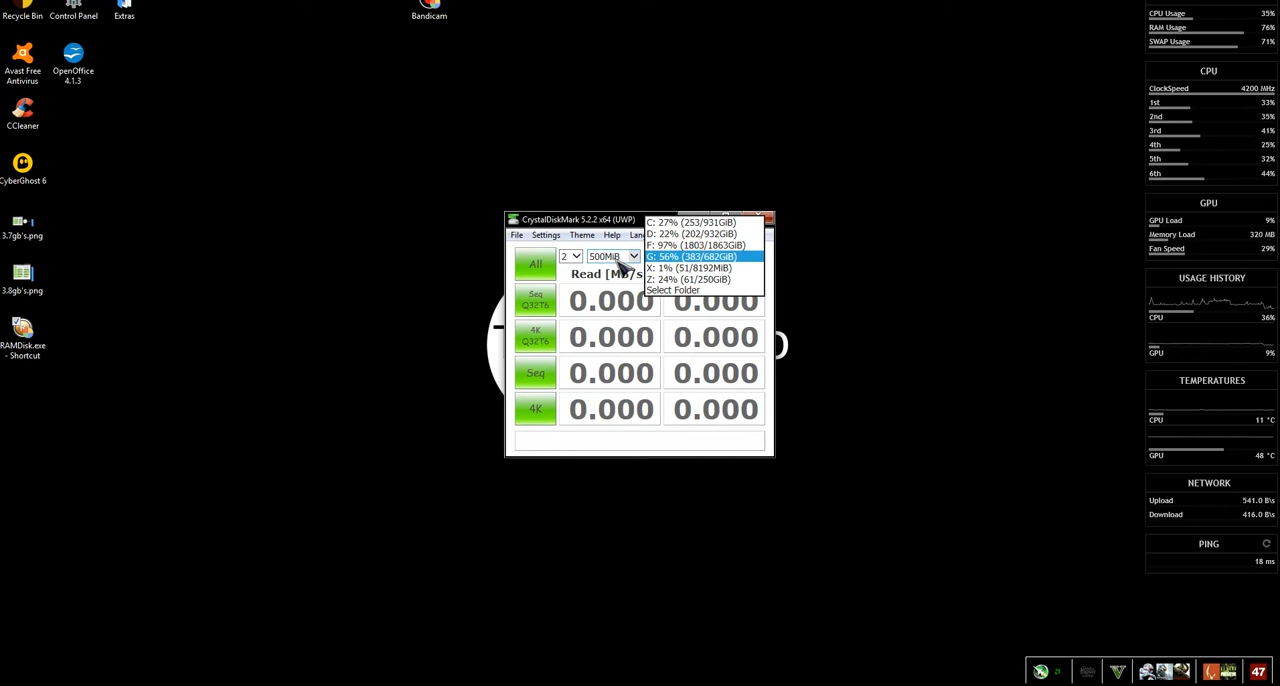 Recycle Bin
Control Panel
Extras
Bandicam
Avast Free
Antivirus
OpenOffice
4.1.3
CCleaner
CyberGhost 6
3.7gb's.png
3.8gb's.png
RAMDisk.exe
- Shortcut
CrystalDiskMark 5.2.2 x64 (UWP)
File Settings Theme Help Lan
All
2
500MiB
C: 27% (253/931GiB)
D: 22% (202/932GiB)
F: 97% (1803/1863GiB)
G: 56% (383/682GiB)
X: 1% (51/8192MiB)
Z: 24% (61/250GiB)
Select Folder
Read [MB/s
Seq
Q32T6
0.000 0.000
4K
Q32T6
0.000 0.000
Seq
0.000 0.000
4K
0.000 0.000
CPU Usage 35%
RAM Usage 76%
SWAP Usage 71%
CPU
ClockSpeed 4200 MHz
1st 33%
2nd 35%
3rd 41%
4th 25%
5th 32%
6th 44%
GPU
GPU Load 9%
Memory Load 320 MB
Fan Speed 29%
USAGE HISTORY
CPU 36%
GPU 9%
TEMPERATURES
CPU 11 °C
GPU 48 °C
NETWORK
Upload 541.0 B\s
Download 416.0 B\s
PING
18 ms
47